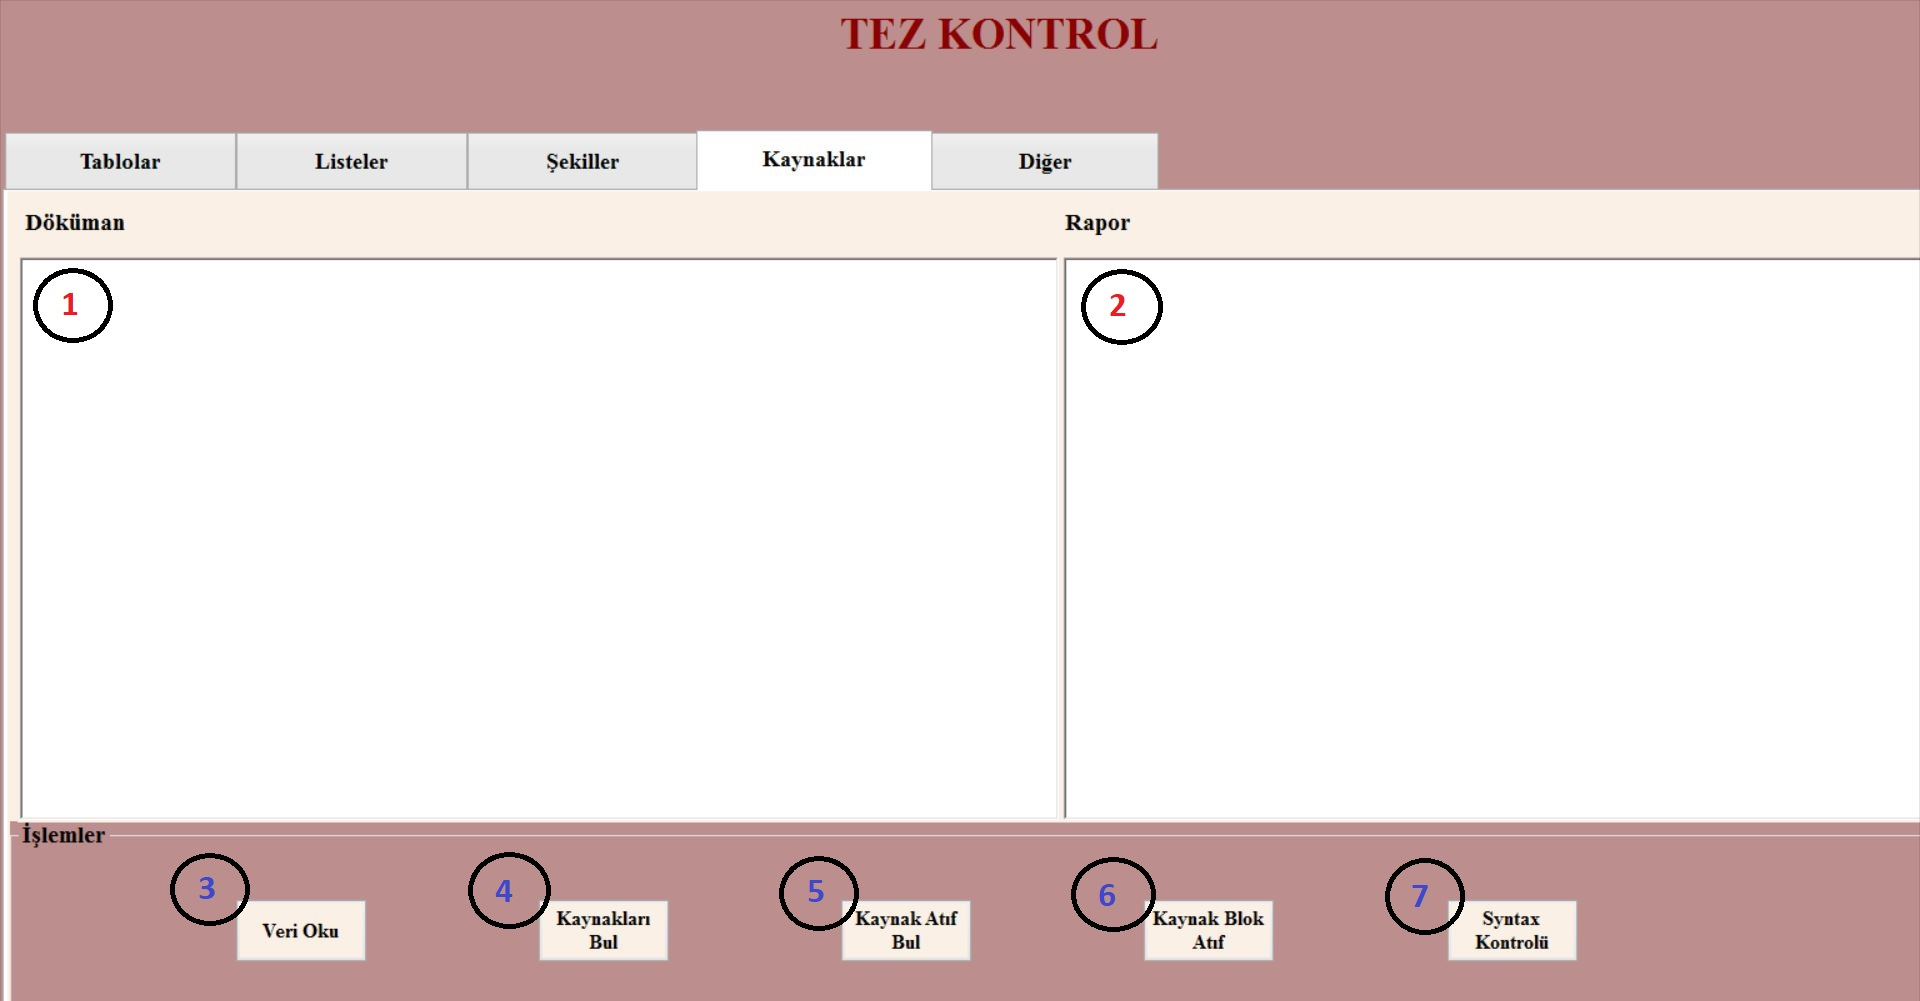 TEZ KONTROL
Tablolar Listeler Şekiller Kaynaklar Diğer
Döküman Rapor
1 2
İşlemler
3 4 5 6 7
Veri Oku
Kaynakları
Bul
Kaynak Atıf
Bul
Kaynak Blok
Atıf
Syntax
Kontrolü